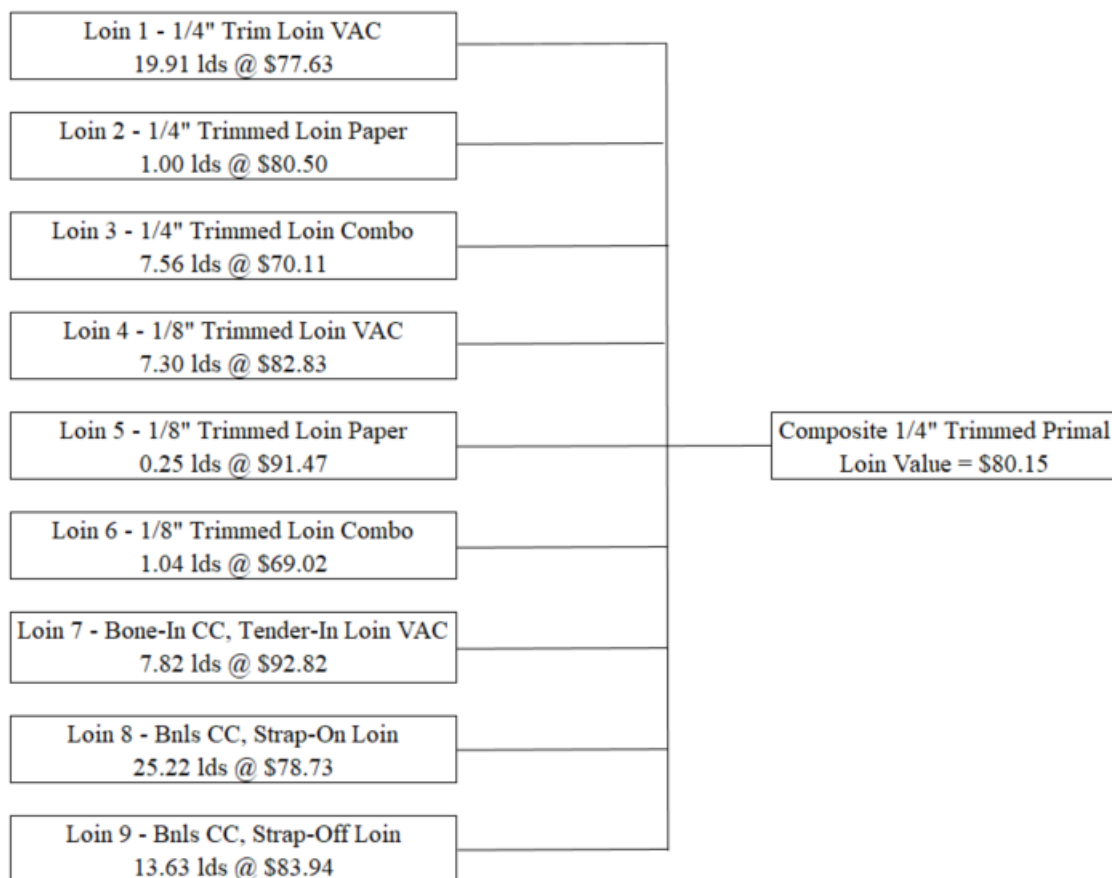 Loin 1 - 1/4" Trim Loin VAC
19.91 lds @ $77.63
Loin 2 - 1/4" Trimmed Loin Paper
1.00 lds @ $80.50
Loin 3 - 1/4" Trimmed Loin Combo
7.56 lds @ $70.11
Loin 4 - 1/8" Trimmed Loin VAC
7.30 lds @ $82.83
Loin 5 - 1/8" Trimmed Loin Paper
0.25 lds @ $91.47
Composite 1/4" Trimmed Primal
Loin Value = $80.15
Loin 6 - 1/8" Trimmed Loin Combo
1.04 lds @ $69.02
Loin 7 - Bone-In CC, Tender-In Loin VAC
7.82 lds @ $92.82
Loin 8 - Bnls CC, Strap-On Loin
25.22 lds @ $78.73
Loin 9 - Bnls CC, Strap-Off Loin
13.63 lds @ $83.94